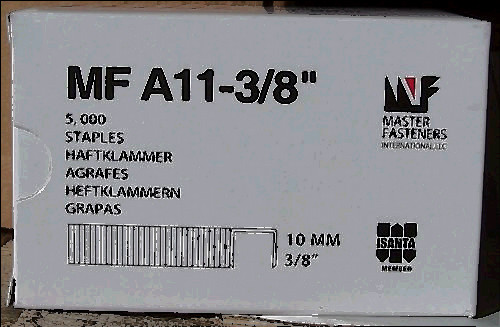 MF A11-3/8"
5,000
STAPLES
HAFTKLAMMER
AGRAFES
HEFTKLAMMERN
GRAPAS
10 MM
3/8"
MF
MASTER
FASTENERS
INTERNATIONAL, LLC
ISANTA
MEMBER